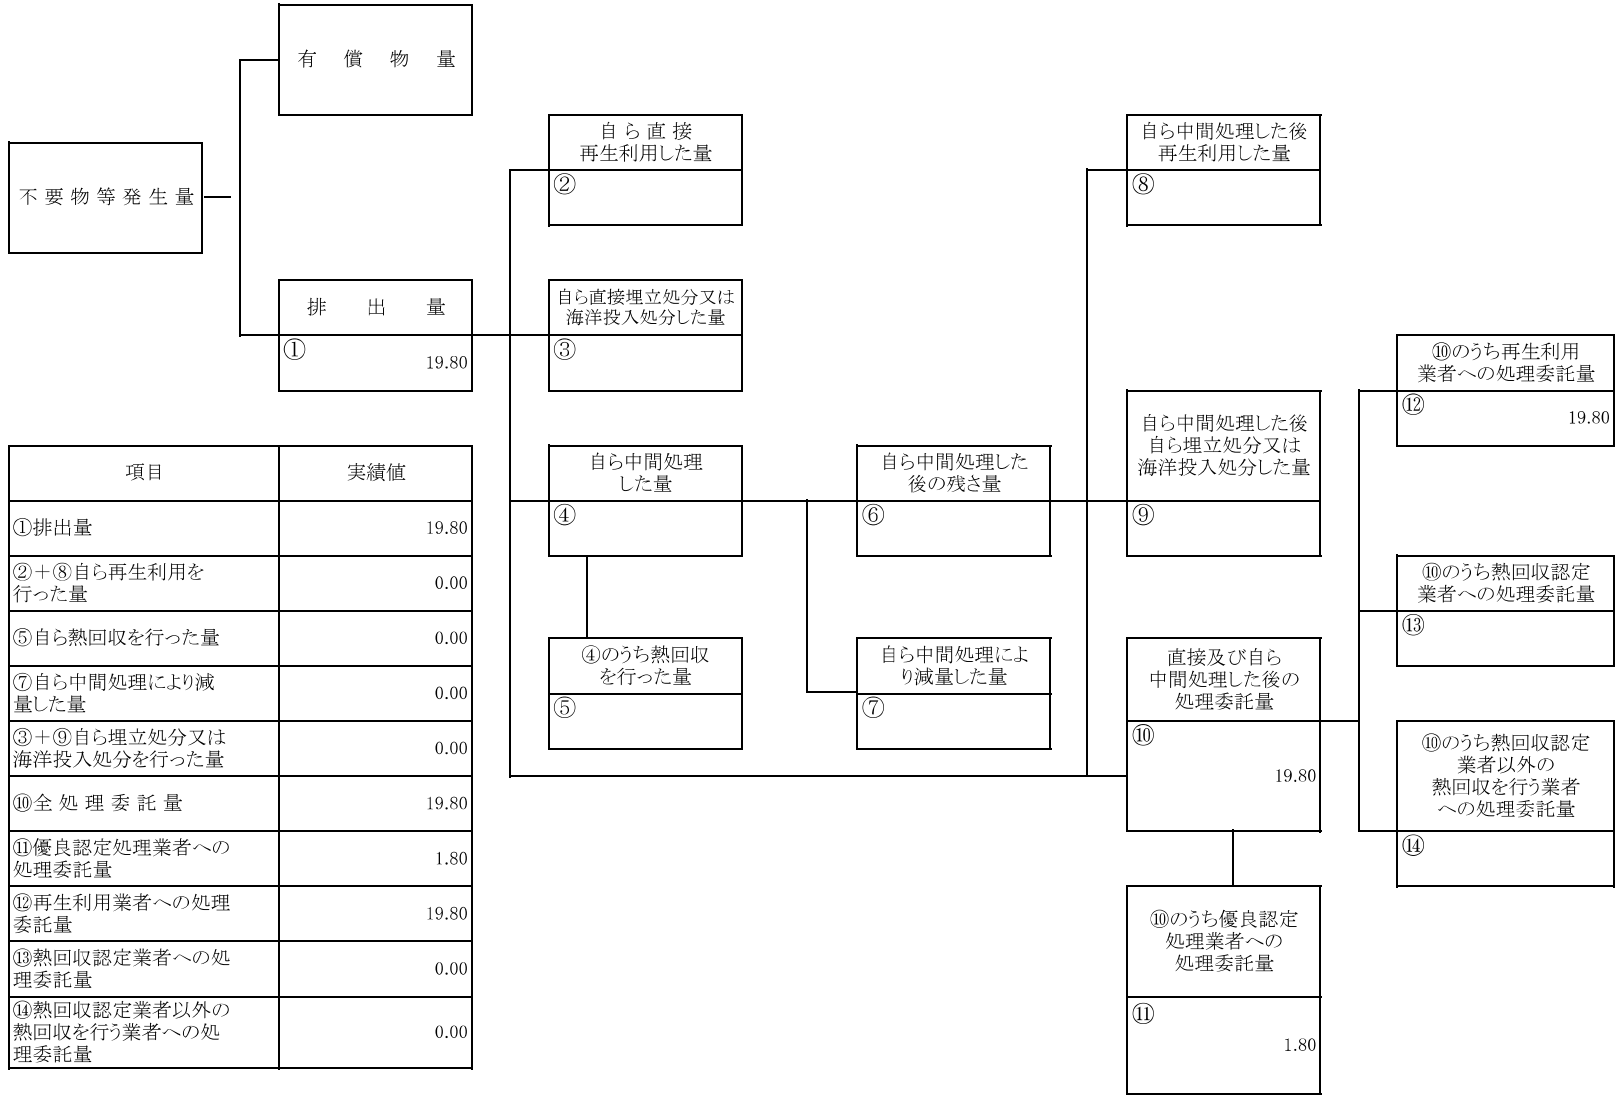 有償物量
不要物等発生量
排出量
①
19.80
自ら直接
再生利用した量
②
自ら直接埋立処分又は
海洋投入処分した量
③
自ら中間処理
した量
④
④のうち熱回収
を行った量
⑤
自ら中間処理した
後の残さ量
⑥
自ら中間処理によ
り減量した量
⑦
自ら中間処理した後
再生利用した量
⑧
自ら中間処理した後
自ら埋立処分又は
海洋投入処分した量
⑨
直接及び自ら
中間処理した後の
処理委託量
⑩
19.80
⑩のうち優良認定
処理業者への
処理委託量
⑪
1.80
⑩のうち再生利用
業者への処理委託量
⑫
19.80
⑩のうち熱回収認定
業者への処理委託量
⑬
⑩のうち熱回収認定
業者以外の
熱回収を行う業者
への処理委託量
⑭
項目 実績値
①排出量 19.80
②＋⑧自ら再生利用を
行った量 0.00
⑤自ら熱回収を行った量 0.00
⑦自ら中間処理により減
量した量 0.00
③＋⑨自ら埋立処分又は
海洋投入処分を行った量 0.00
⑩全処理委託量 19.80
⑪優良認定処理業者への
処理委託量 1.80
⑫再生利用業者への処理
委託量 19.80
⑬熱回収認定業者への処
理委託量 0.00
⑭熱回収認定業者以外の
熱回収を行う業者への処
理委託量 0.00